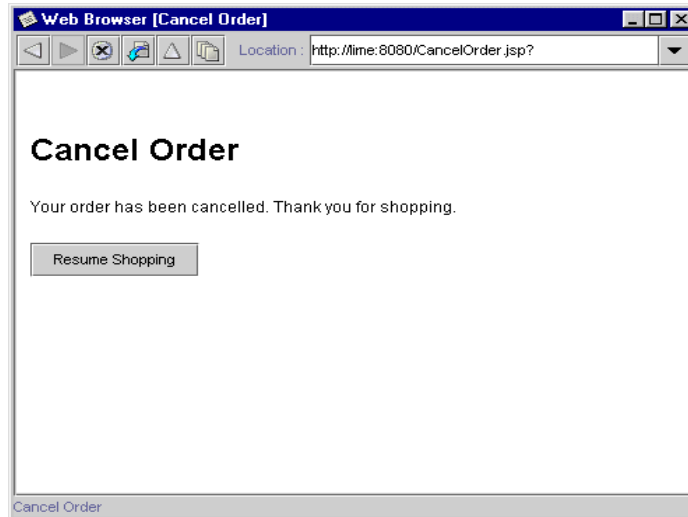 Web Browser [Cancel Order]
Location : http://lime:8080/CancelOrder.jsp?
Cancel Order
Your order has been cancelled. Thank you for shopping.
Resume Shopping
Cancel Order